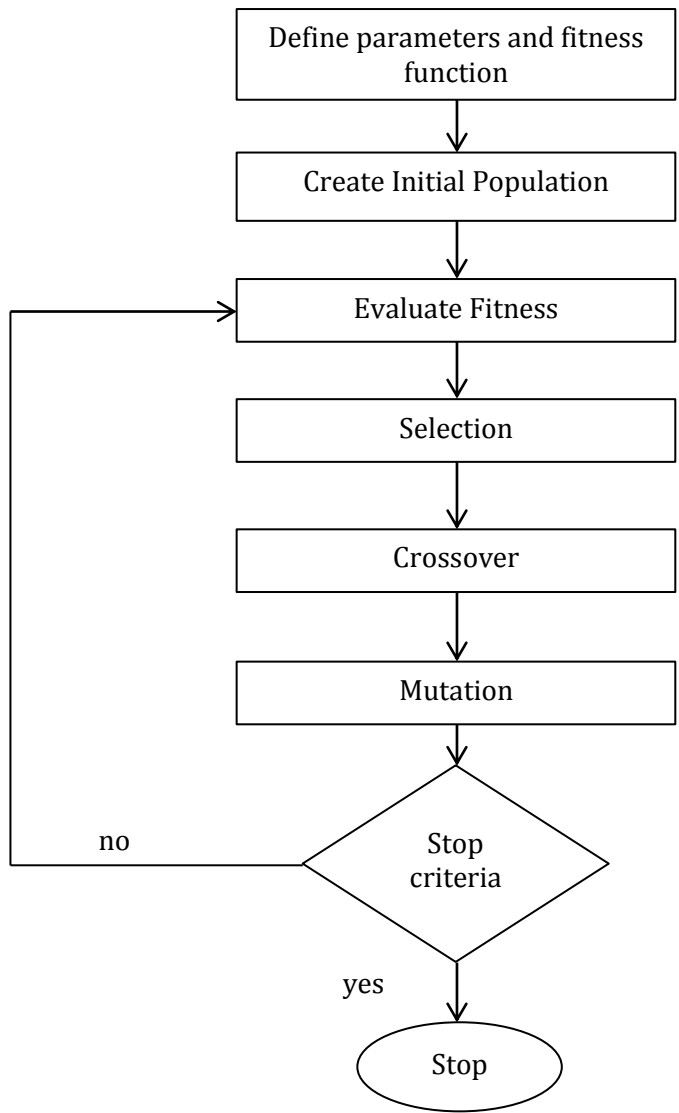 Define parameters and fitness
function
Create Initial Population
Evaluate Fitness
Selection
Crossover
Mutation
Stop
criteria
no
yes
Stop